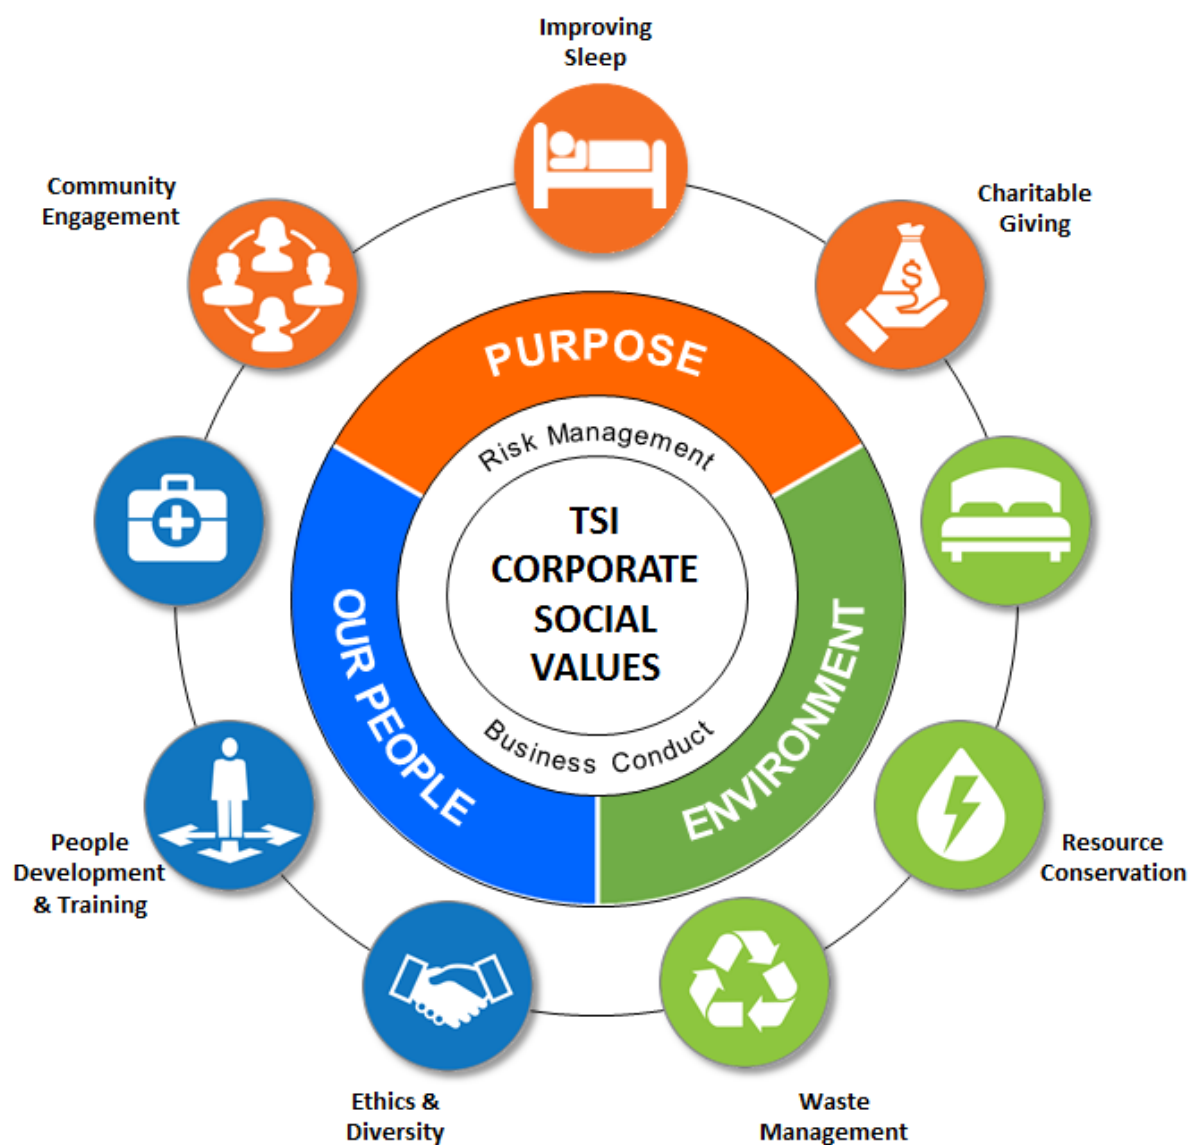 Improving
Sleep
Community
Engagement
Charitable
Giving
$
PURPOSE
Risk Management
TSI
CORPORATE
SOCIAL
VALUES
Business Conduct
OUR PEOPLE
ENVIRONMENT
People
Development
& Training
Resource
Conservation
Ethics &
Diversity
Waste
Management